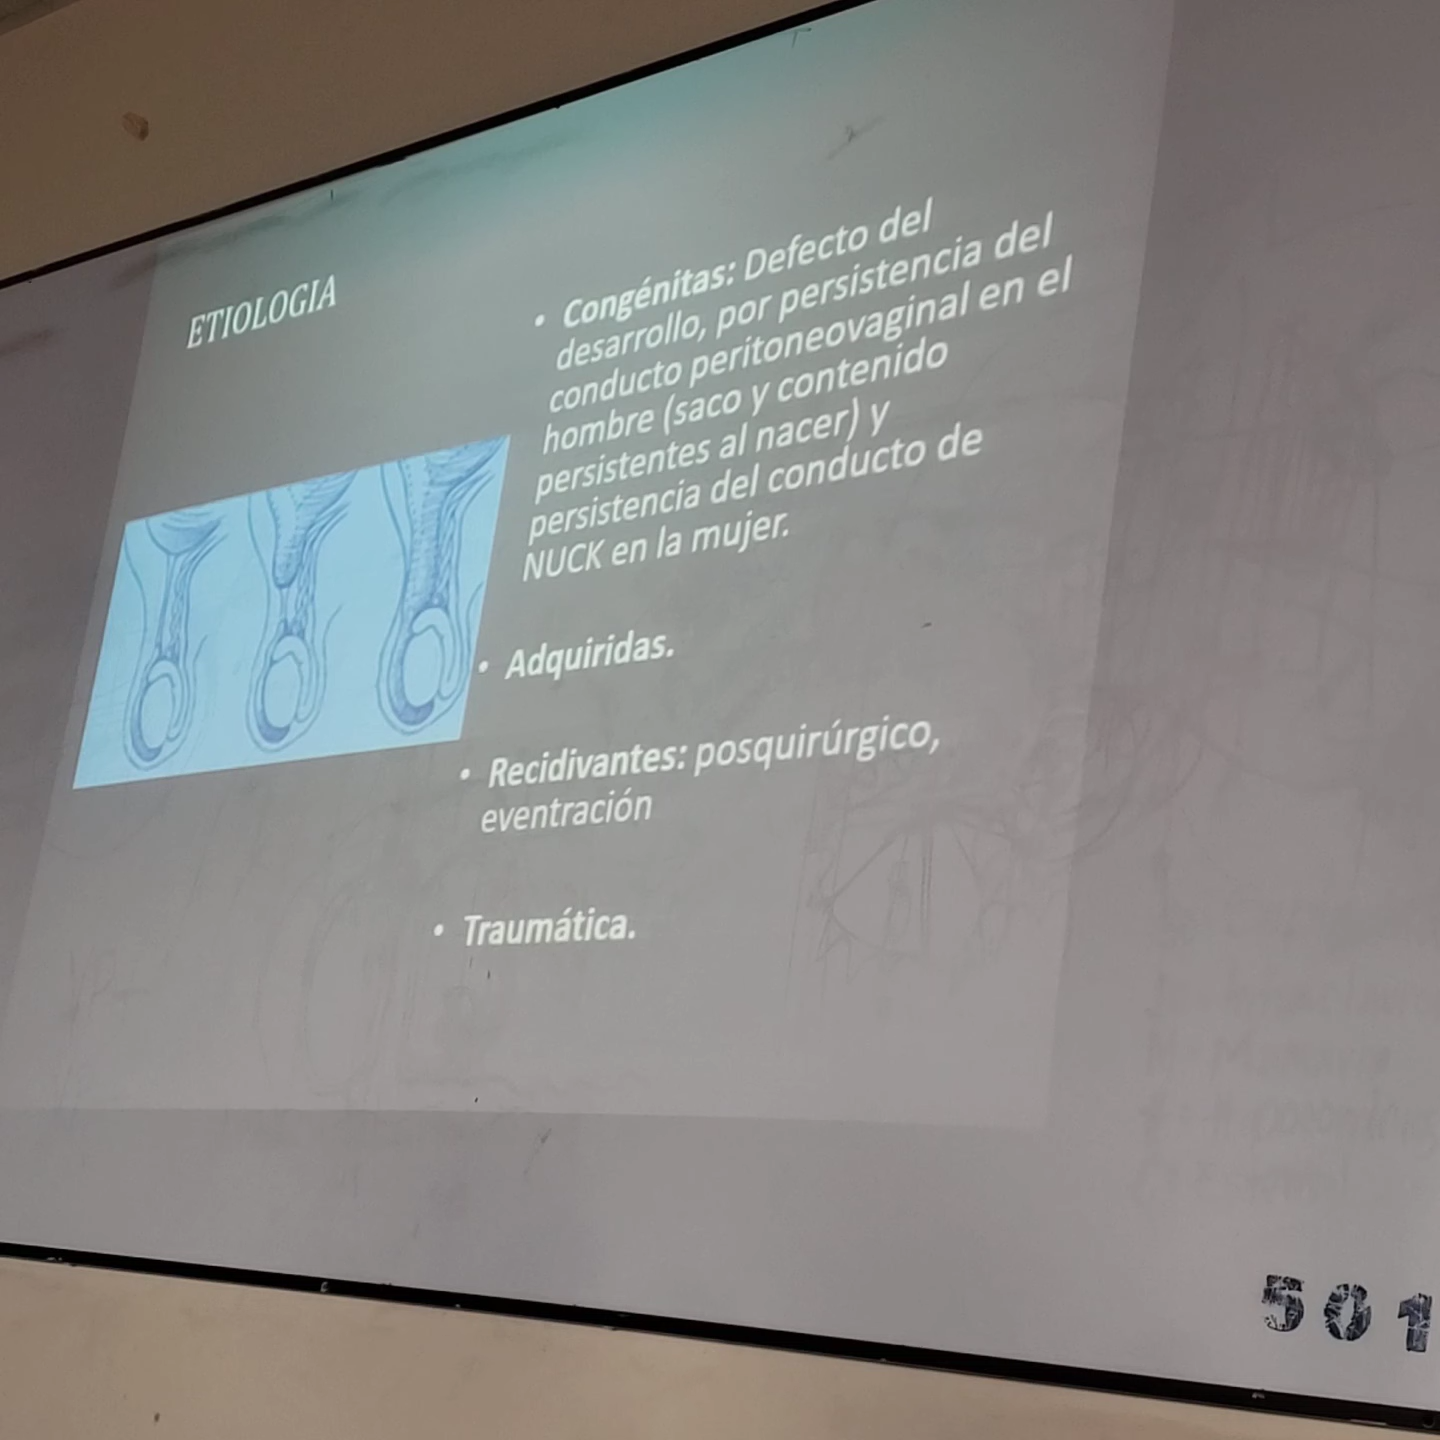 ETIOLOGIA
• Congénitas: Defecto del
desarrollo, por persistencia del
conducto peritoneovaginal en el
hombre (saco y contenido
persistentes al nacer) y
persistencia del conducto de
NUCK en la mujer.
• Adquiridas.
• Recidivantes: posquirúrgico,
eventración
• Traumática.
501